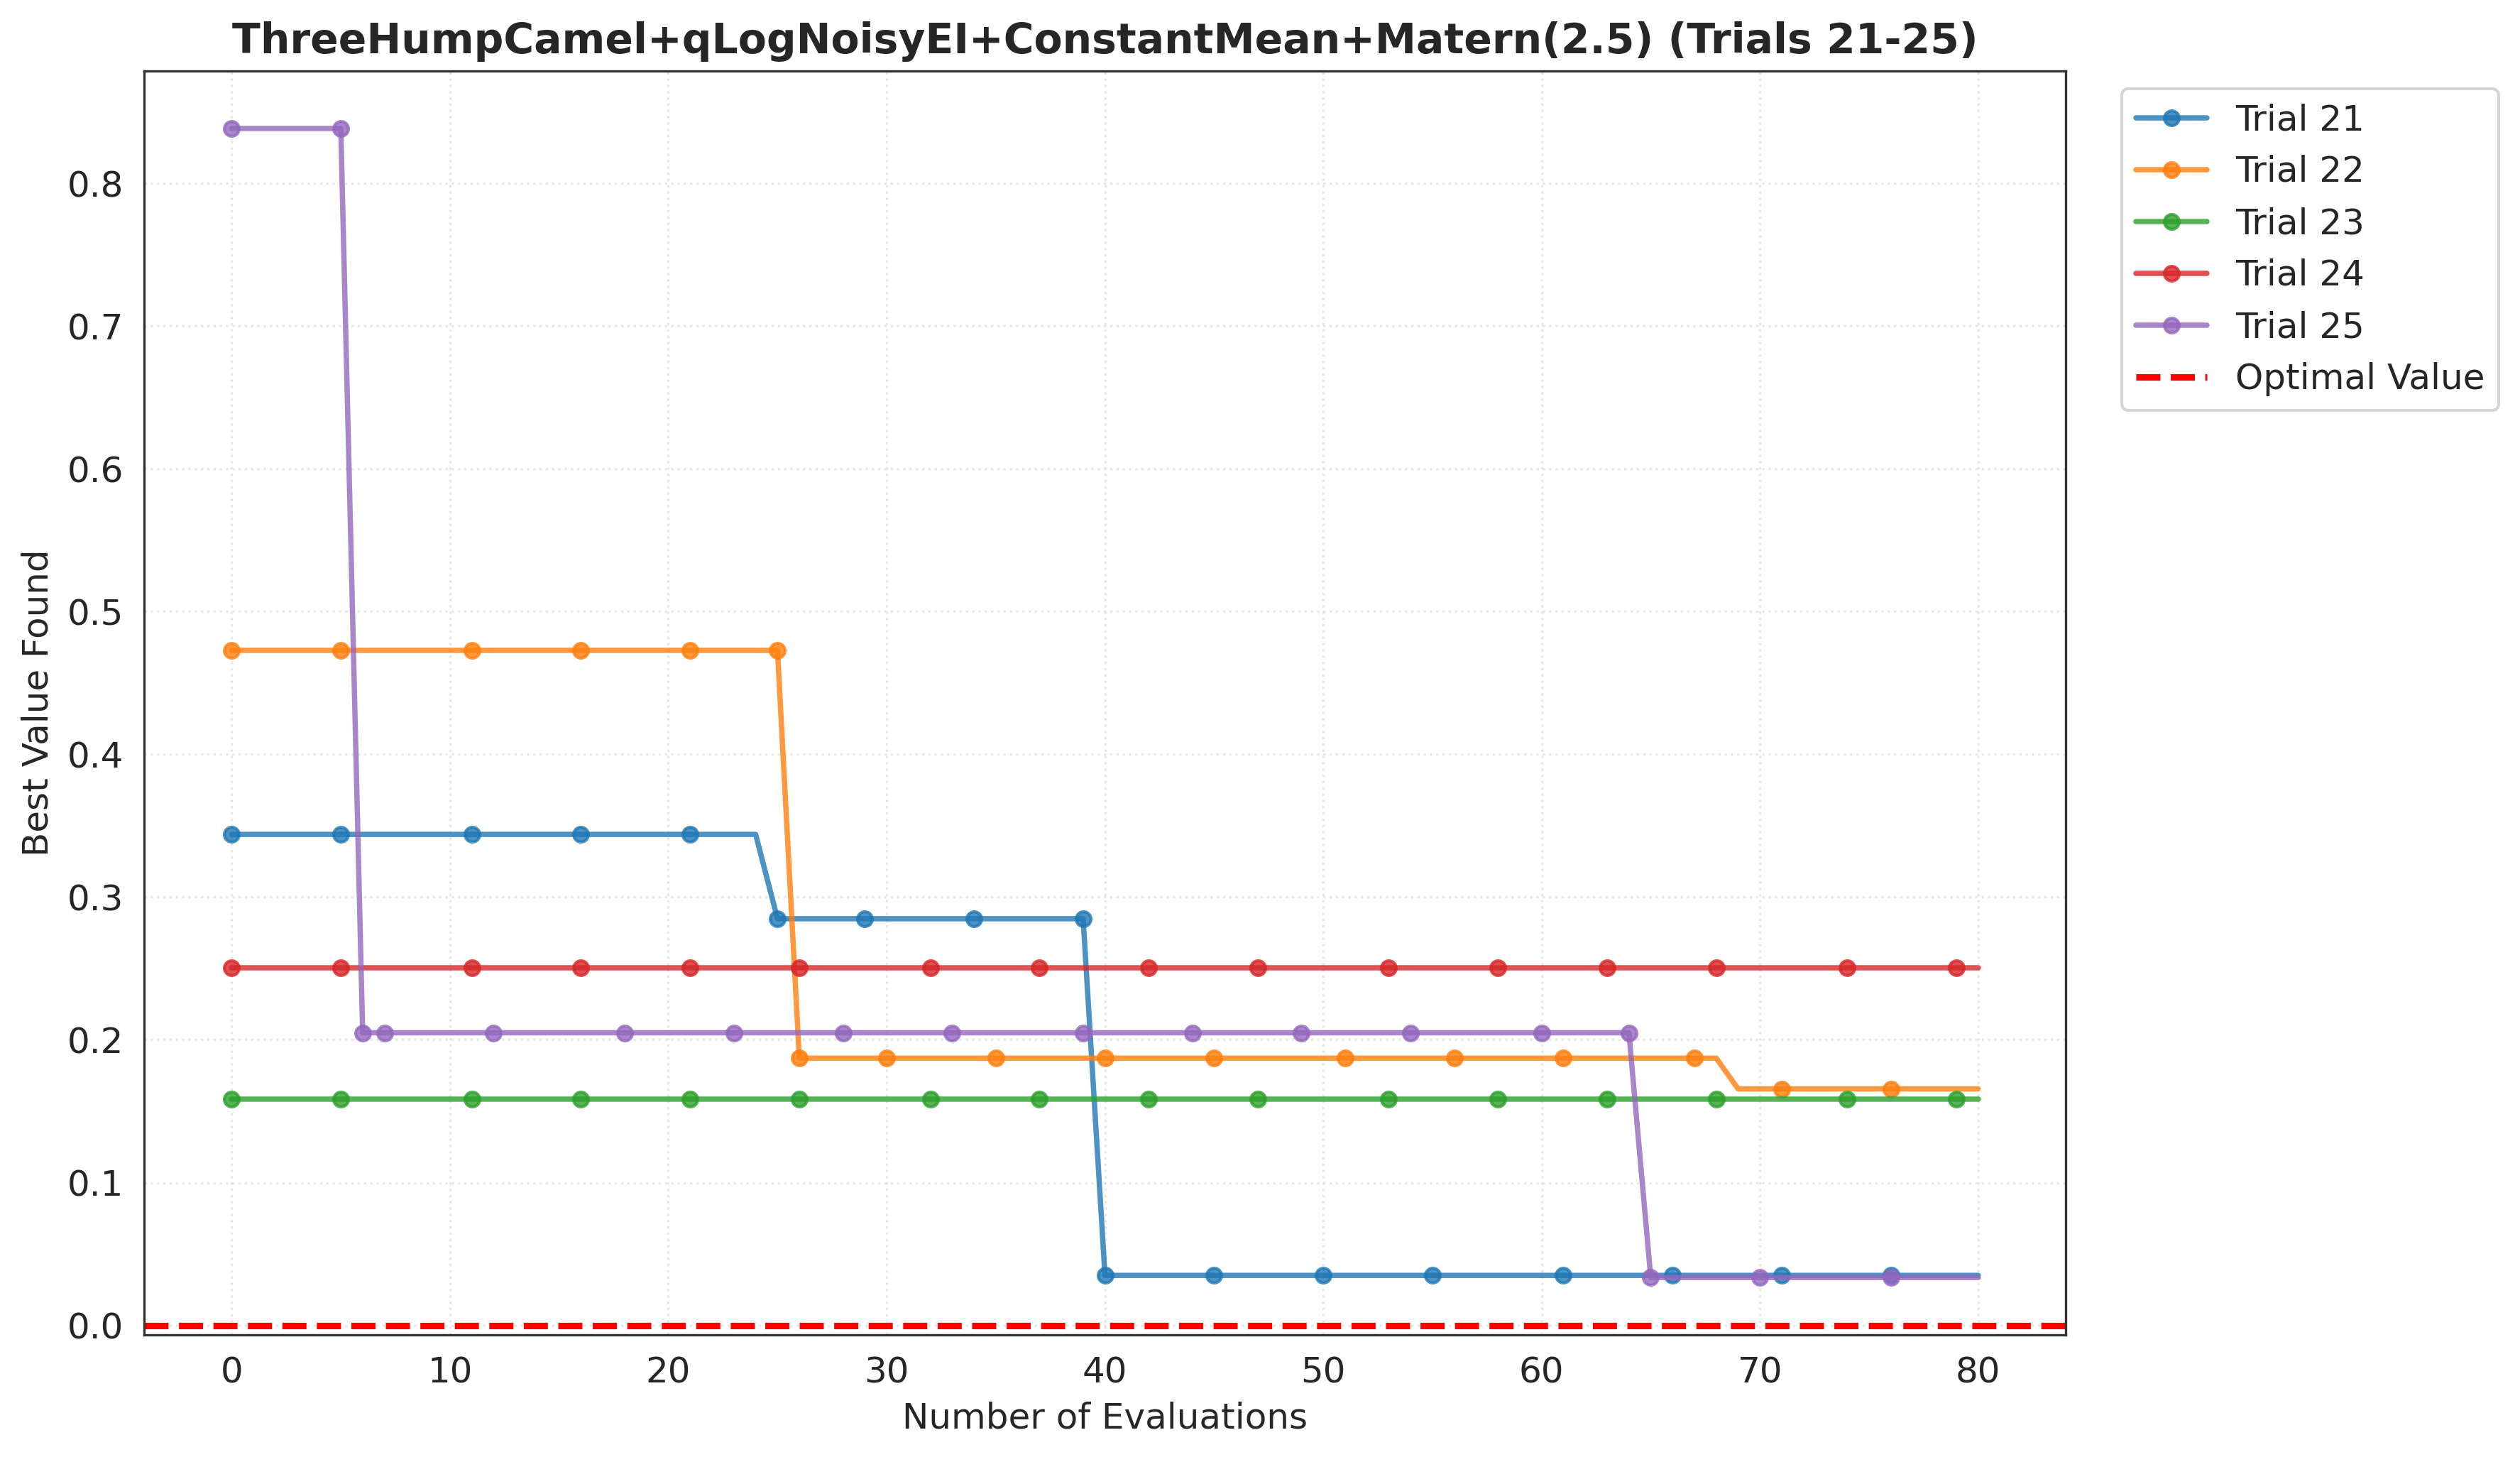 ThreeHumpCamel+qLogNoisyEI+ConstantMean+Matern(2.5) (Trials 21-25)
Best Value Found
0.8
0.7
0.6
0.5
0.4
0.3
0.2
0.1
0.0
0 10 20 30 40 50 60 70 80
Number of Evaluations
Trial 21
Trial 22
Trial 23
Trial 24
Trial 25
Optimal Value